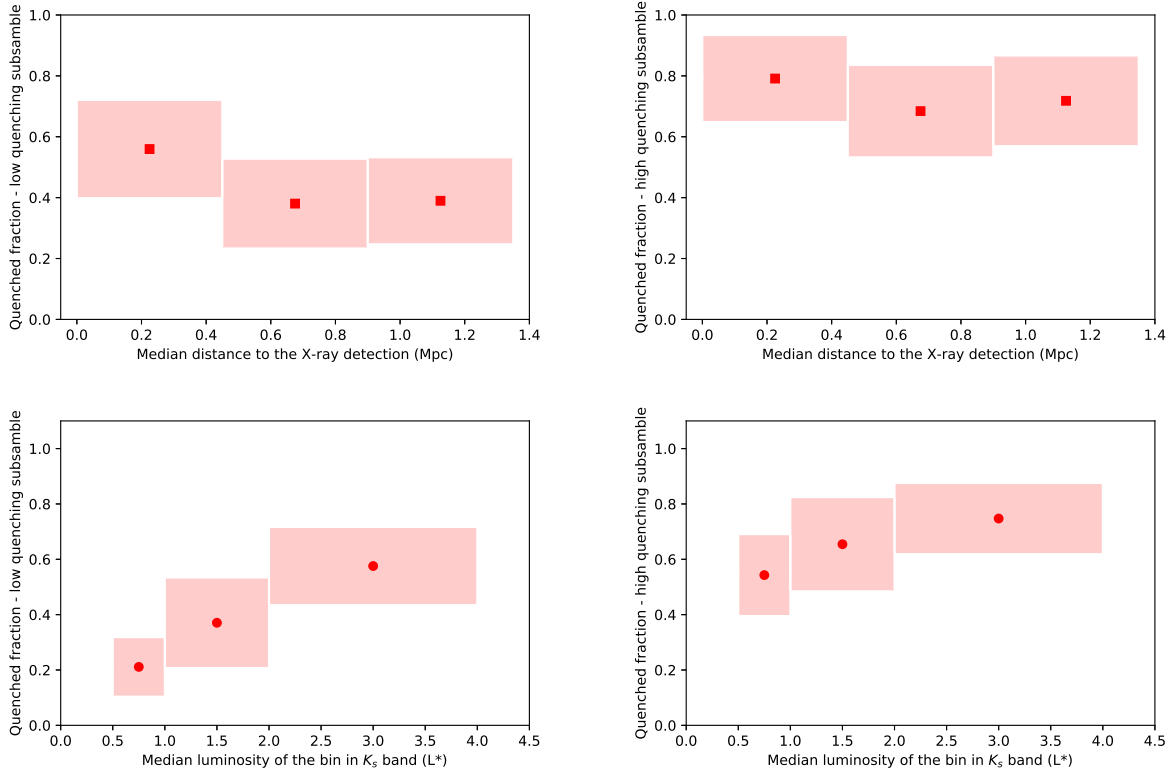 Quenched fraction - low quenching subsamble
1.0
0.8
0.6
0.4
0.2
0.0
0.0 0.2 0.4 0.6 0.8 1.0 1.2 1.4
Median distance to the X-ray detection (Mpc)
Quenched fraction - high quenching subsamble
1.0
0.8
0.6
0.4
0.2
0.0
0.0 0.2 0.4 0.6 0.8 1.0 1.2 1.4
Median distance to the X-ray detection (Mpc)
Quenched fraction - low quenching subsamble
1.0
0.8
0.6
0.4
0.2
0.0
0.0 0.5 1.0 1.5 2.0 2.5 3.0 3.5 4.0 4.5
Median luminosity of the bin in Kₛ band (L*)
Quenched fraction - high quenching subsamble
1.0
0.8
0.6
0.4
0.2
0.0
0.0 0.5 1.0 1.5 2.0 2.5 3.0 3.5 4.0 4.5
Median luminosity of the bin in Kₛ band (L*)